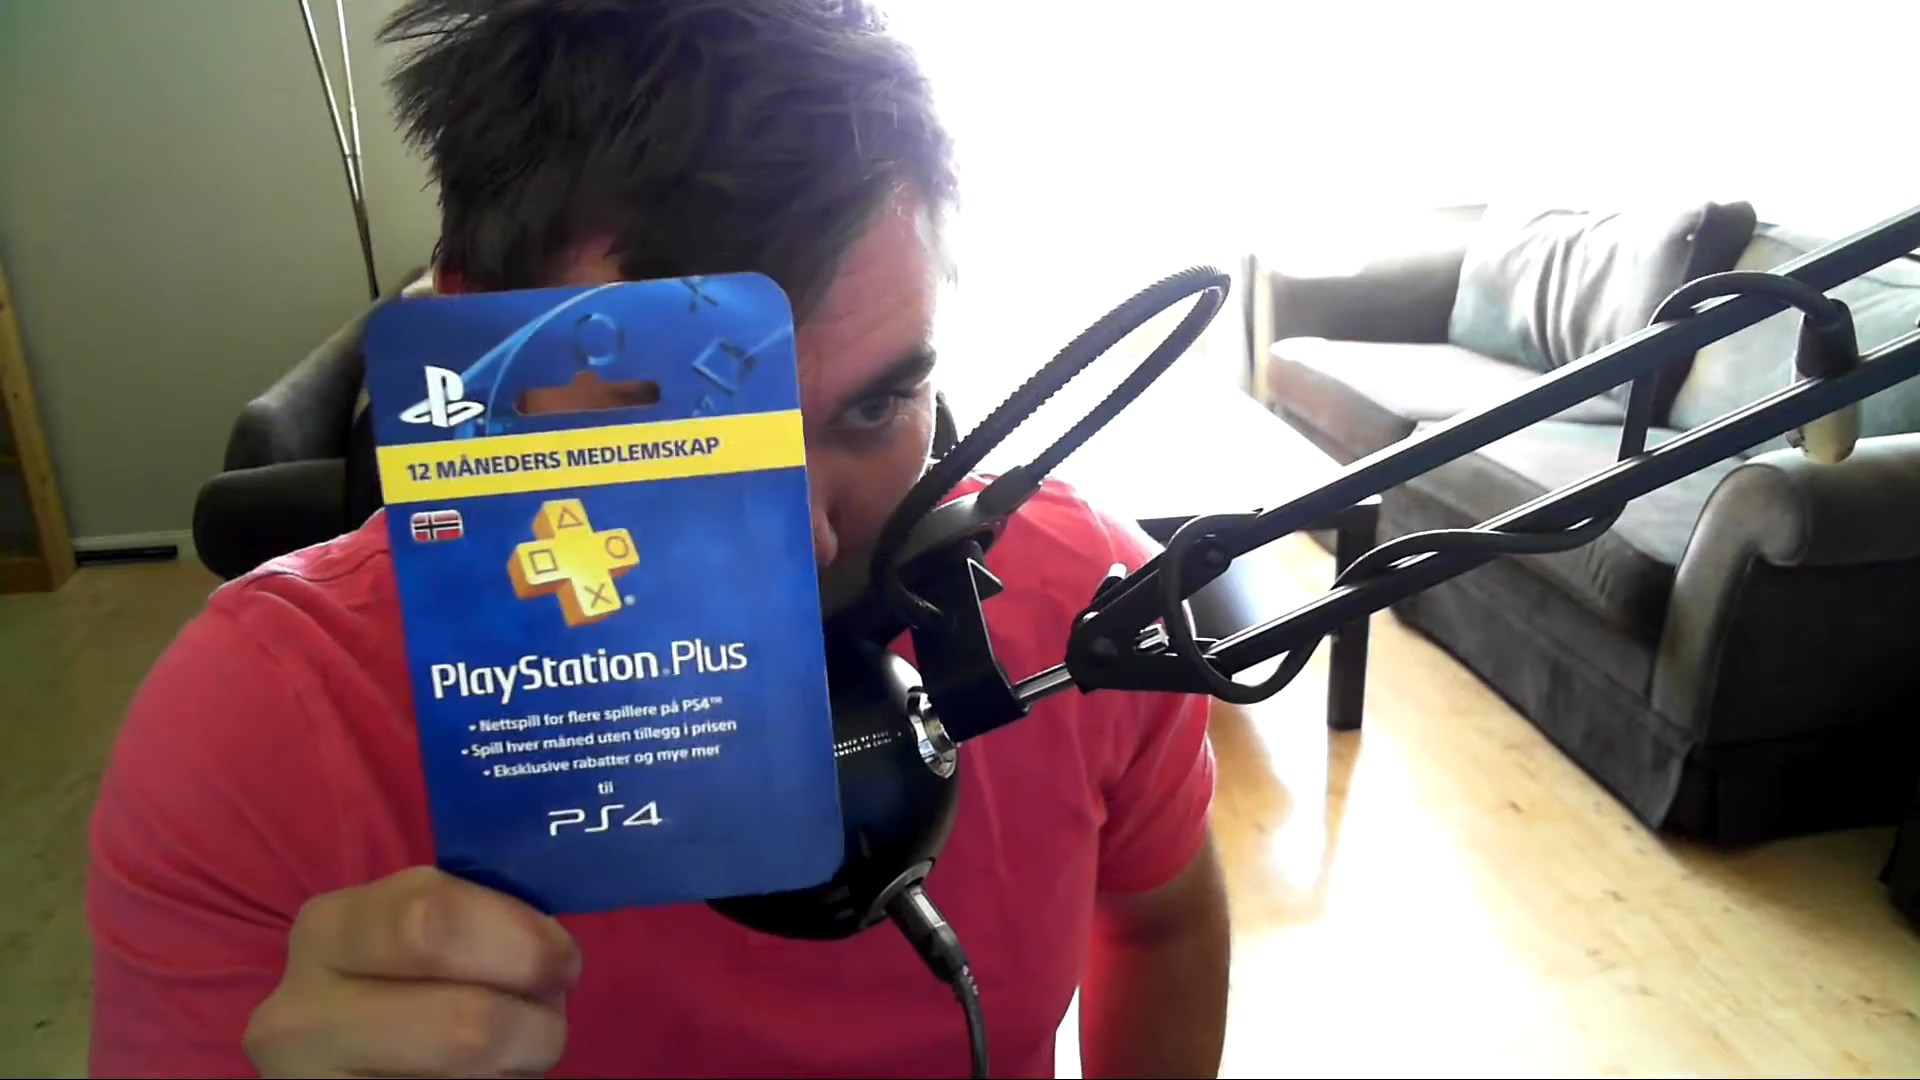 12 MÅNEDERS MEDLEMSKAP
PlayStation Plus
• Nettspill for flere spillere på PS4™
• Spill hver måned uten tillegg i prisen
• Eksklusive rabatter og mye mer
til
PS4